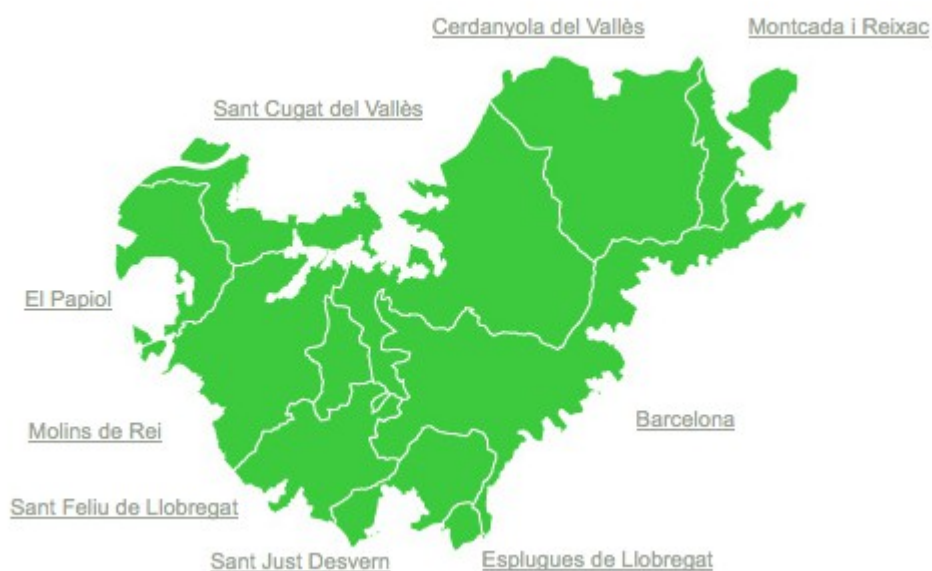 Cerdanyola del Vallès
Montcada i Reixac
Sant Cugat del Vallès
El Papiol
Barcelona
Molins de Rei
Sant Feliu de Llobregat
Sant Just Desvern
Esplugues de Llobregat